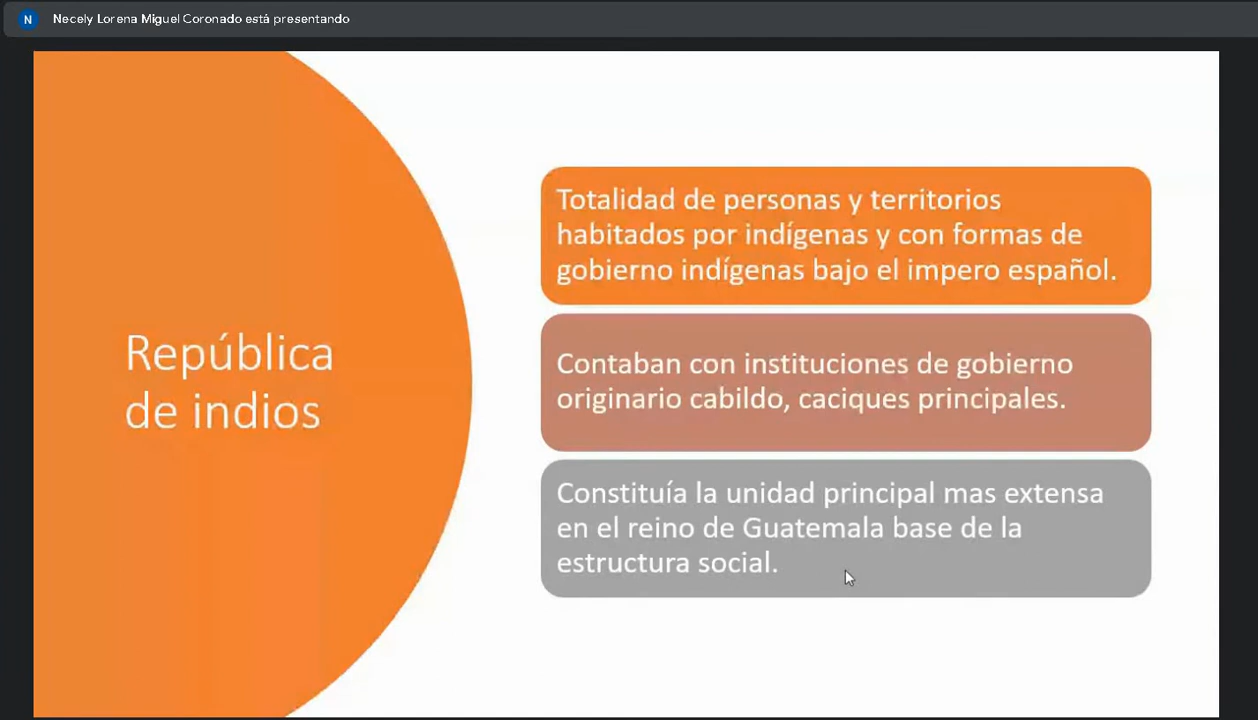 N
Necely Lorena Miguel Coronado está presentando
República
de indios
Totalidad de personas y territorios
habitados por indígenas y con formas de
gobierno indígenas bajo el impero español.
Contaban con instituciones de gobierno
originario cabildo, caciques principales.
Constituía la unidad principal mas extensa
en el reino de Guatemala base de la
estructura social.